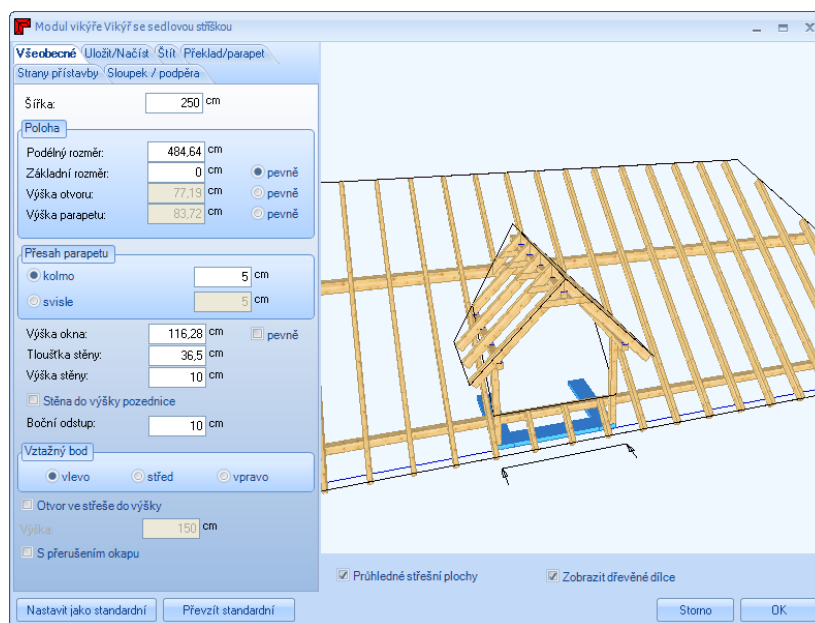 Modul vikýře Vikýř se sedlovou stříškou
Všeobecné Uložit/Načíst Štít Překlad/parapet
Strany přístavby Sloupek / podpěra
Šířka: 250 cm
Poloha
Podélný rozměr: 484,64 cm
Základní rozměr: 0 cm pevně
Výška otvoru: 77,19 cm pevně
Výška parapetu: 83,72 cm pevně
Přesah parapetu
kolmo 5 cm
svisle 5 cm
Výška okna: 116,28 cm pevně
Tloušťka stěny: 36,5 cm
Výška stěny: 10 cm
Stěna do výšky pozednice
Boční odstup: 10 cm
Vztažný bod
vlevo střed vpravo
Otvor ve střeše do výšky
Výška: 150 cm
S přerušením okapu
Průhledné střešní plochy Zobrazit dřevěné dílce
Nastavit jako standardní Převzít standardní Storno OK